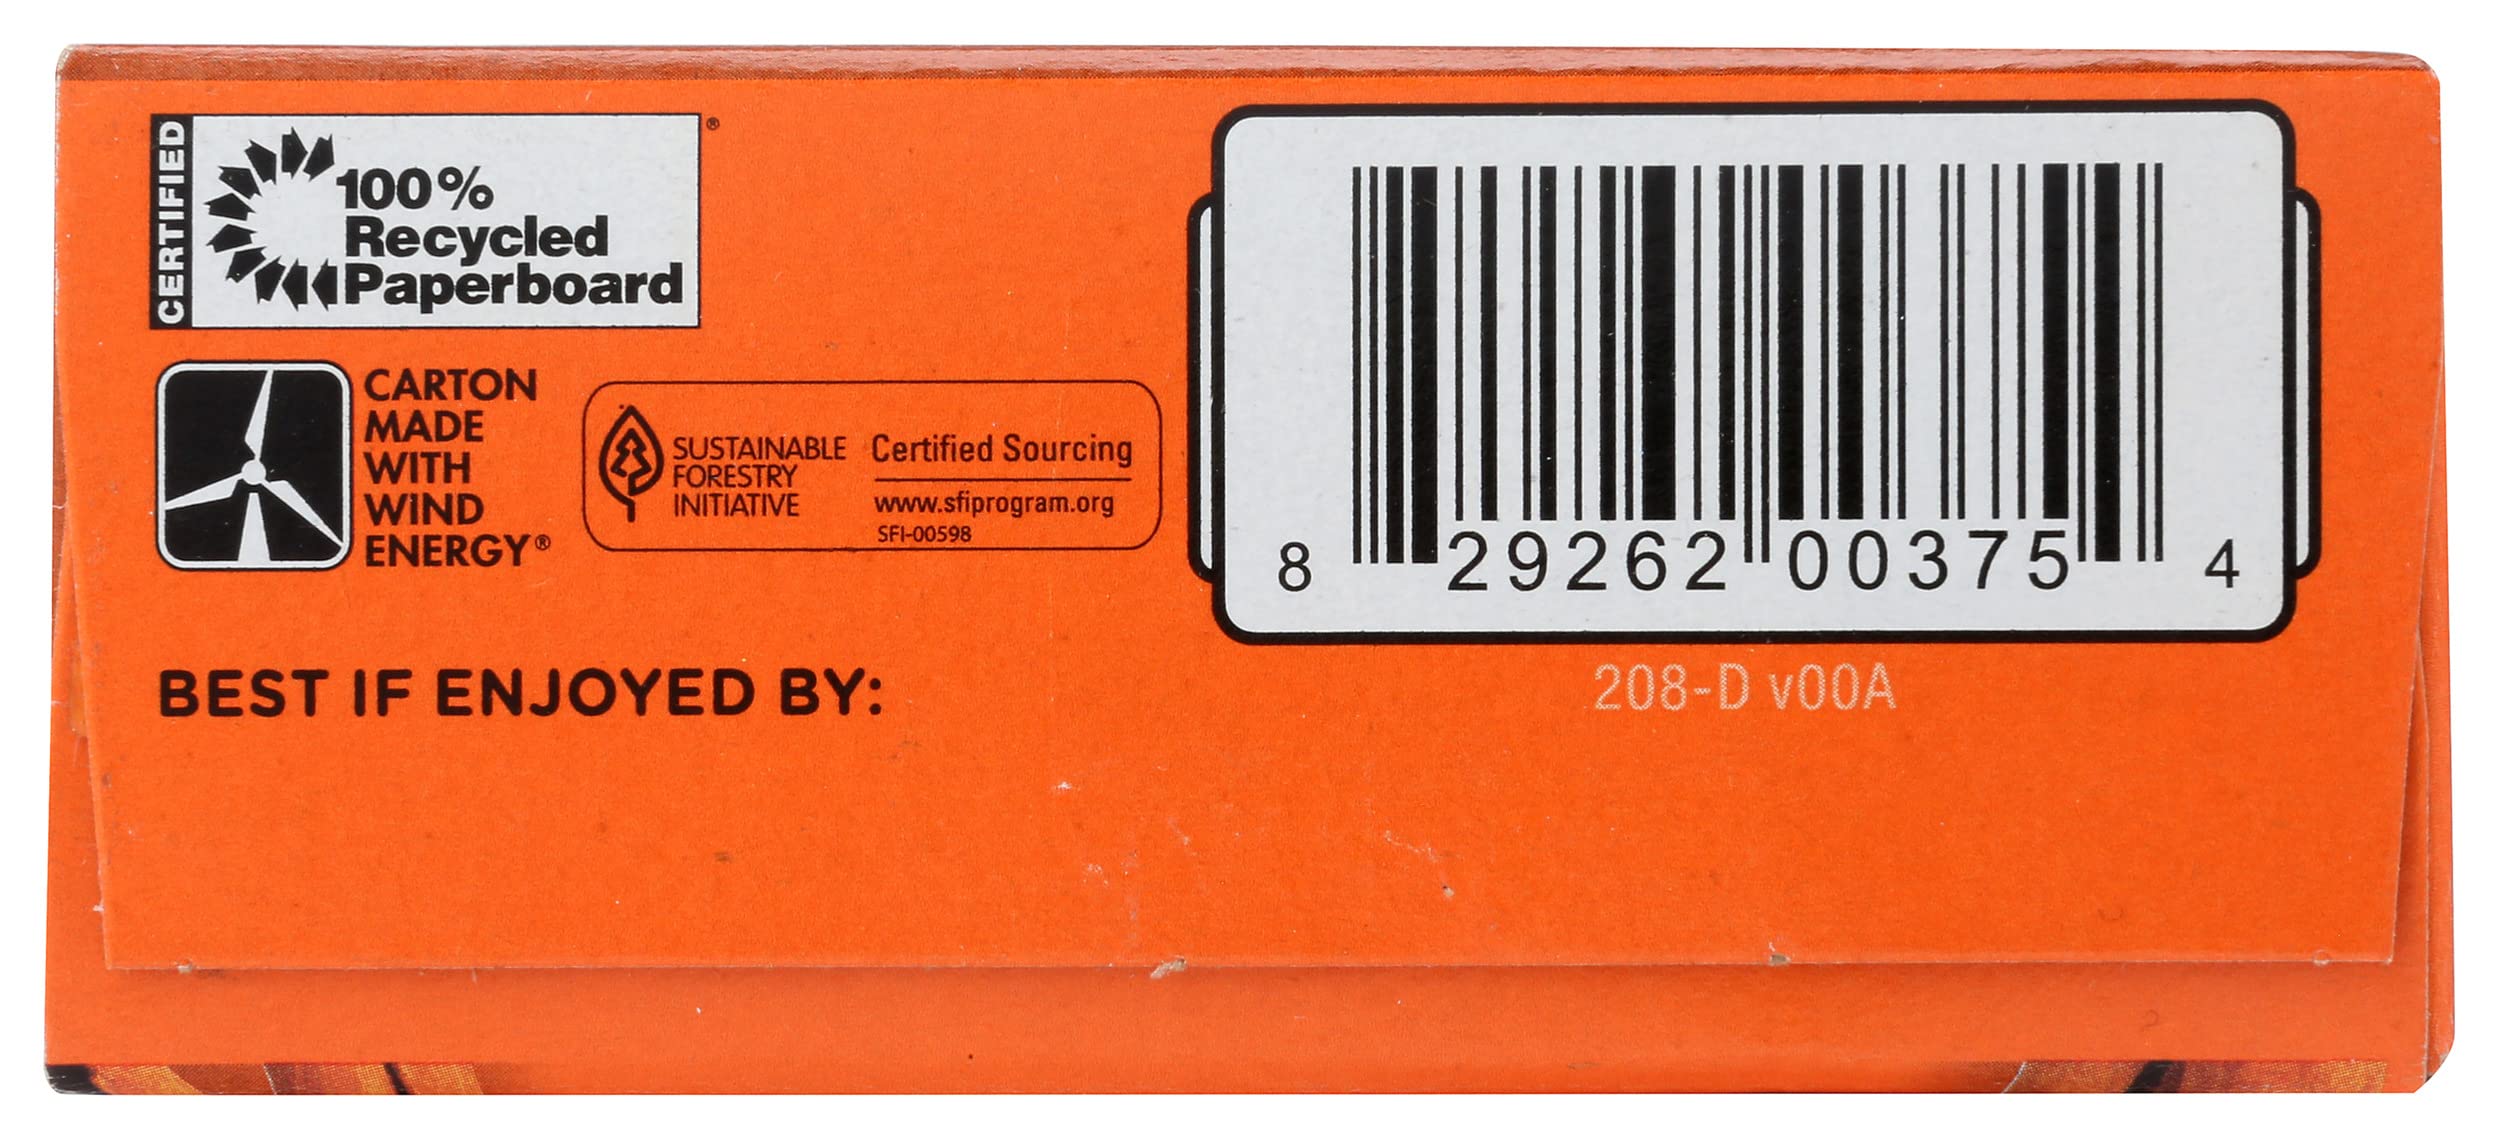 CERTIFIED
100%
Recycled
Paperboard
®
CARTON
MADE
WITH
WIND
ENERGY®
SUSTAINABLE
FORESTRY
INITIATIVE
Certified Sourcing
www.sfiprogram.org
SFI-00598
8 29262 00375 4
BEST IF ENJOYED BY:
208-D v00A